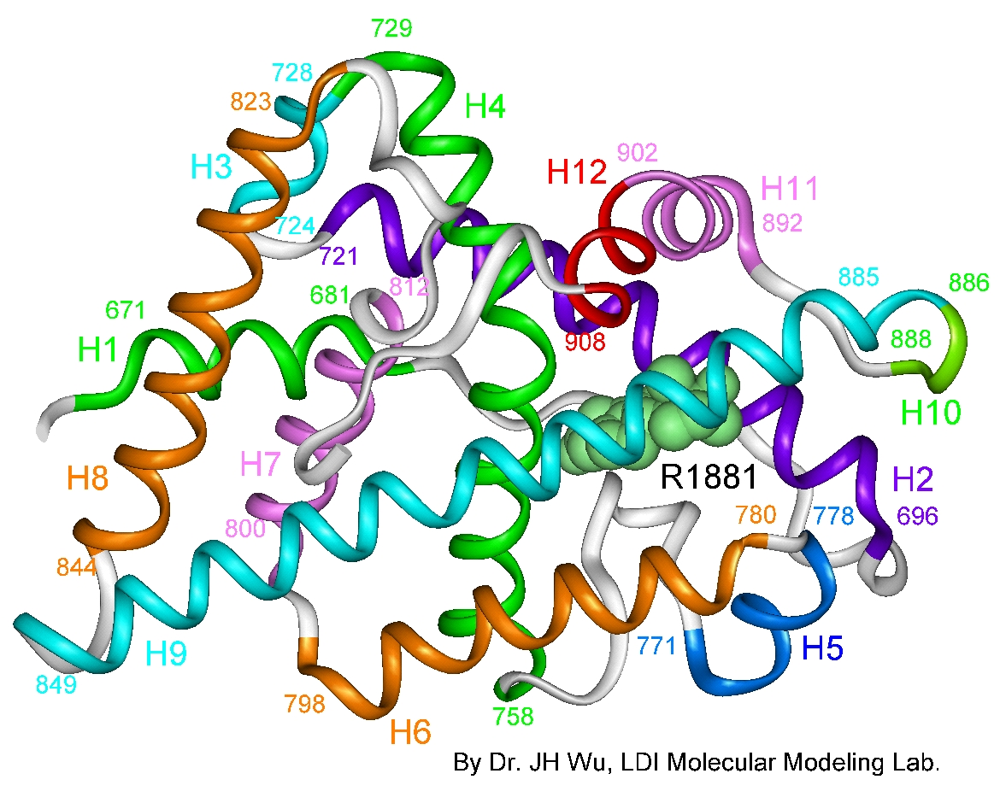 729
728
823
H4
H3
902
H12
H11
892
724
721
812
681
671
H1
885
886
888
908
H10
H7
H8
R1881
H2
780
778
696
800
844
H9
771
H5
849
798
H6
758
By Dr. JH Wu, LDI Molecular Modeling Lab.